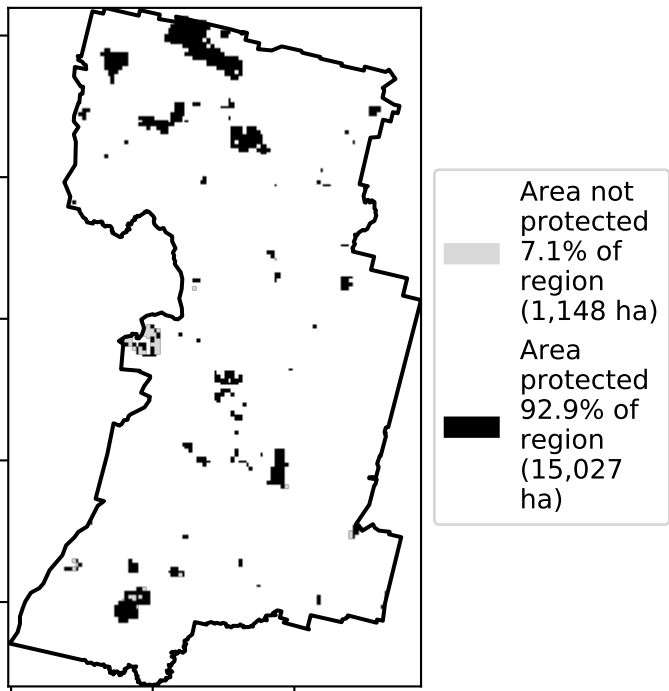 Area not
protected
7.1% of
region
(1,148 ha)
Area
protected
92.9% of
region
(15,027
ha)